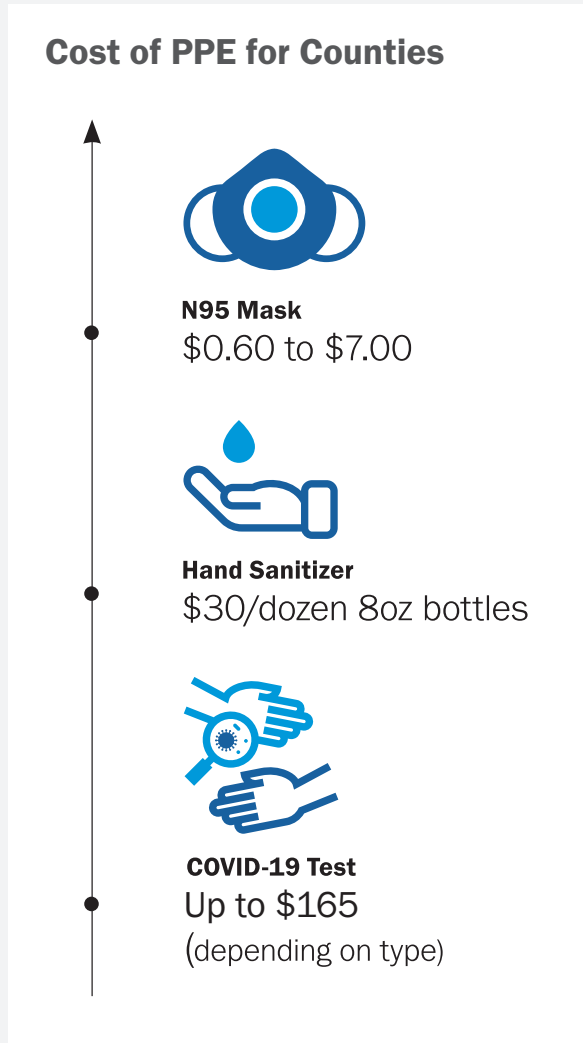 Cost of PPE for Counties
N95 Mask
$0.60 to $7.00
Hand Sanitizer
$30/dozen 8oz bottles
COVID-19 Test
Up to $165
(depending on type)